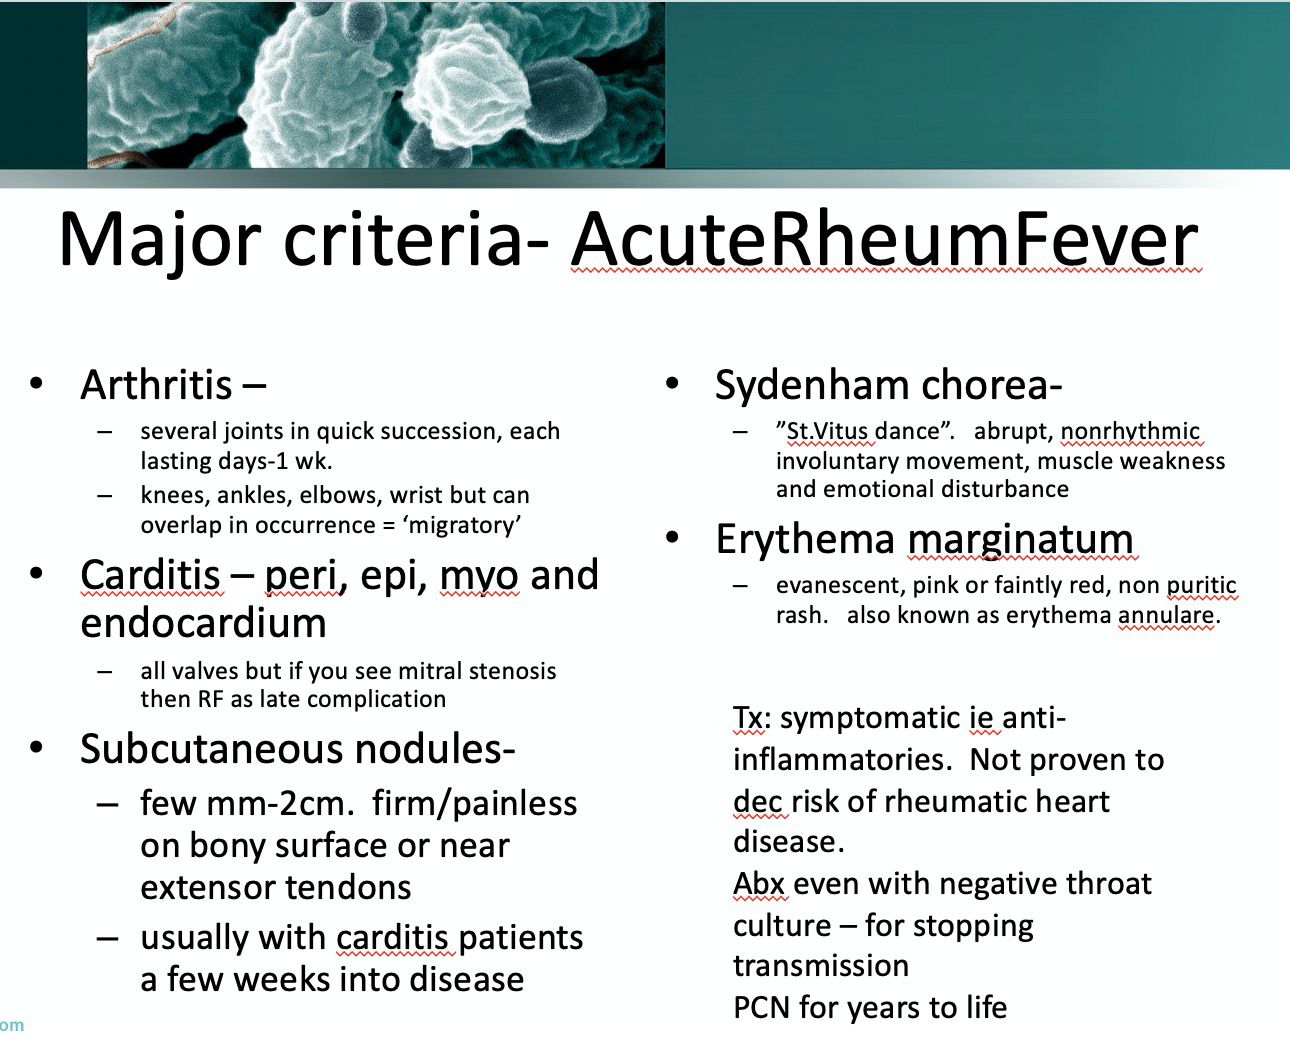 Major criteria- AcuteRheumFever
• Arthritis –
– several joints in quick succession, each
lasting days-1 wk.
– knees, ankles, elbows, wrist but can
overlap in occurrence = ‘migratory’
• Carditis – peri, epi, myo and
endocardium
– all valves but if you see mitral stenosis
then RF as late complication
• Subcutaneous nodules-
– few mm-2cm. firm/painless
on bony surface or near
extensor tendons
– usually with carditis patients
a few weeks into disease
• Sydenham chorea-
– ”St.Vitus dance”. abrupt, nonrhythmic
involuntary movement, muscle weakness
and emotional disturbance
• Erythema marginatum
– evanescent, pink or faintly red, non puritic
rash. also known as erythema annulare.
Tx: symptomatic ie anti-
inflammatories. Not proven to
dec risk of rheumatic heart
disease.
Abx even with negative throat
culture – for stopping
transmission
PCN for years to life
om